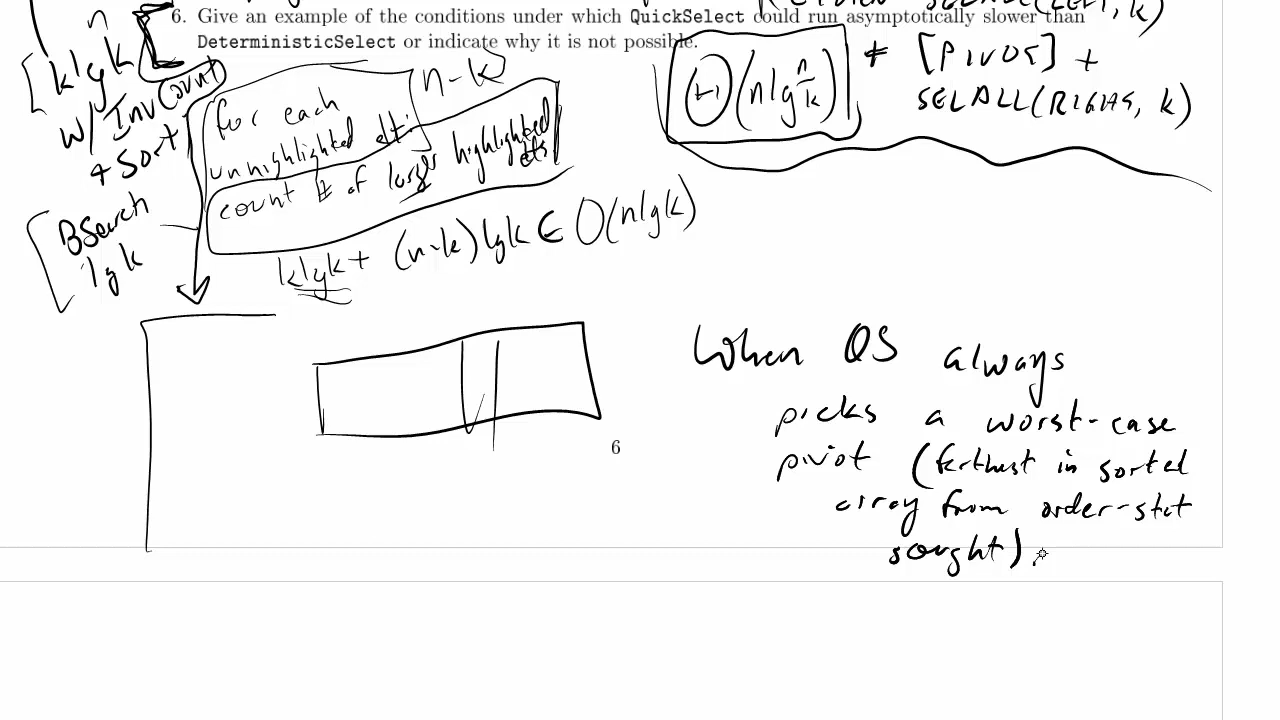 6. Give an example of the conditions under which QuickSelect could run asymptotically slower than
DeterministicSelect or indicate why it is not possible.
n
k lg k
w/ InvCount
+ Sort
for each
unhighlighted elt:
n-k
count # of larger highlighted
elts
BSearch
lg k
k lg k + (n-k) lg k ∈ O(n lg k)
Θ(n lg n/k)
[PIVOT] +
SELALL(RIGHTS, k)
When QS always
picks a worst-case
pivot (farthest in sorted
array from order-stat
sought).
6